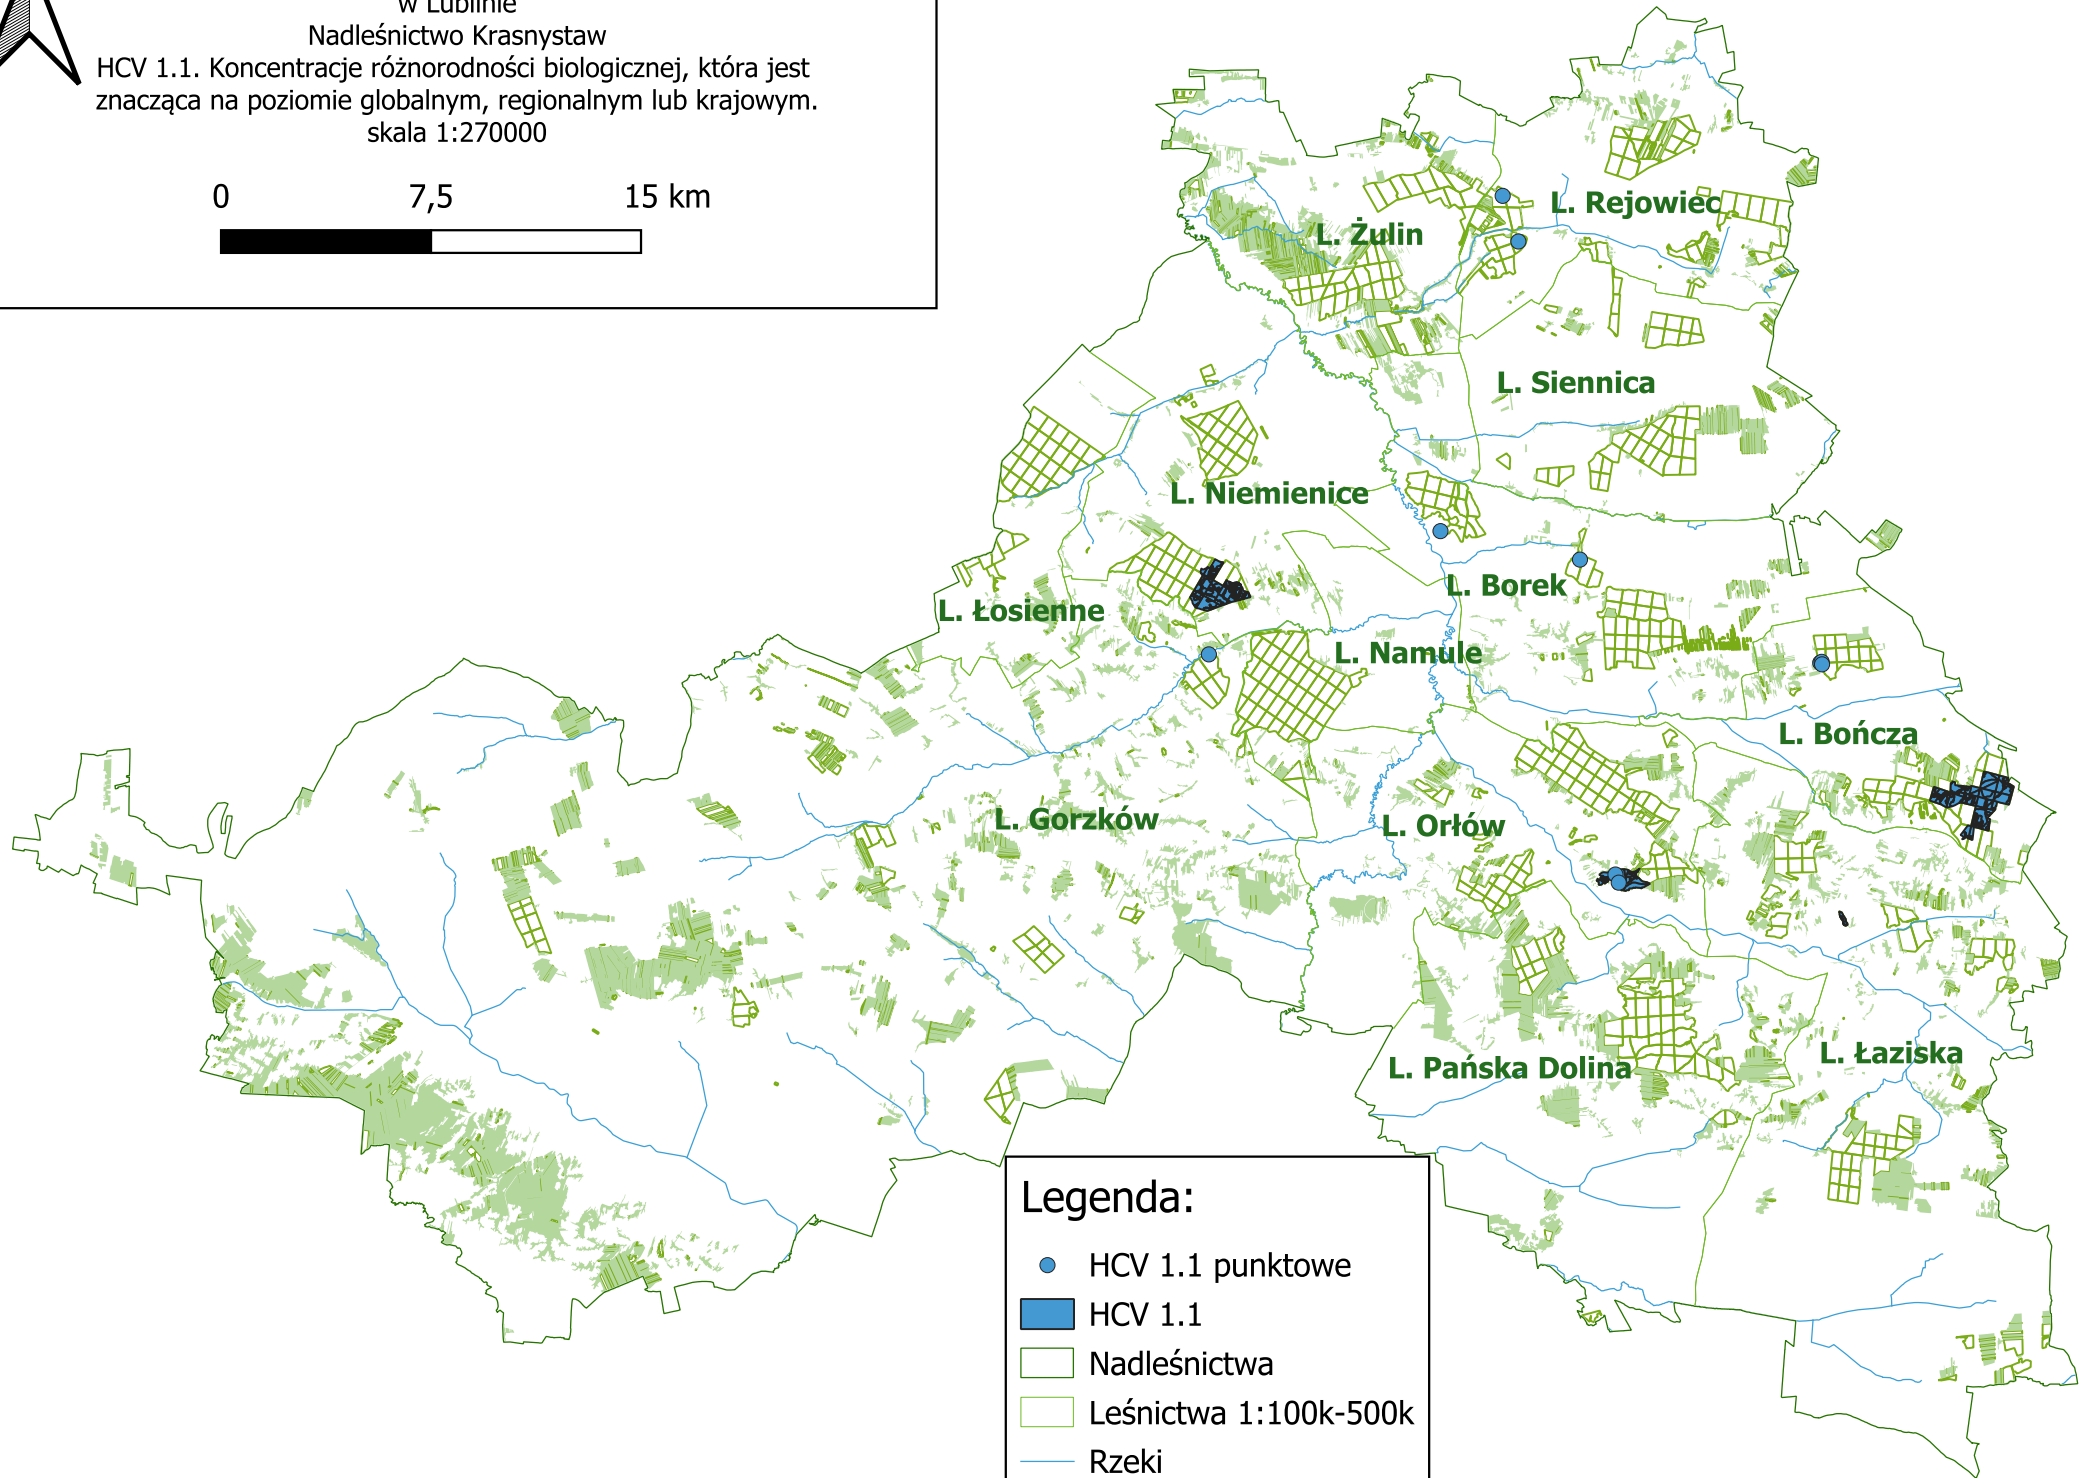 w Lublinie
Nadleśnictwo Krasnystaw
HCV 1.1. Koncentracje różnorodności biologicznej, która jest
znacząca na poziomie globalnym, regionalnym lub krajowym.
skala 1:270000
0 7,5 15 km
L. Rejowiec
L. Żulin
L. Siennica
L. Niemienice
L. Borek
L. Łosienne
L. Namule
L. Bończa
L. Gorzków
L. Orłów
L. Łaziska
L. Pańska Dolina
Legenda:
HCV 1.1 punktowe
HCV 1.1
Nadleśnictwa
Leśnictwa 1:100k-500k
Rzeki